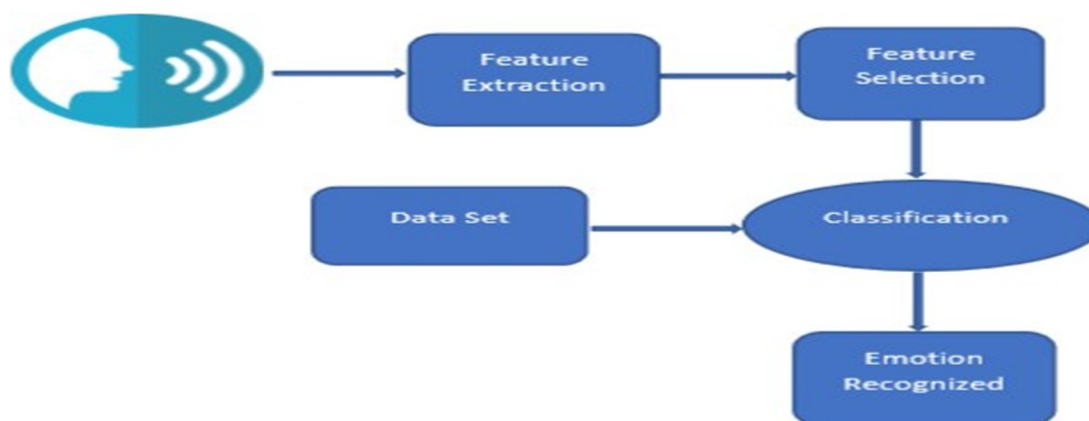 Feature
Extraction
Feature
Selection
Data Set
Classification
Emotion
Recognized